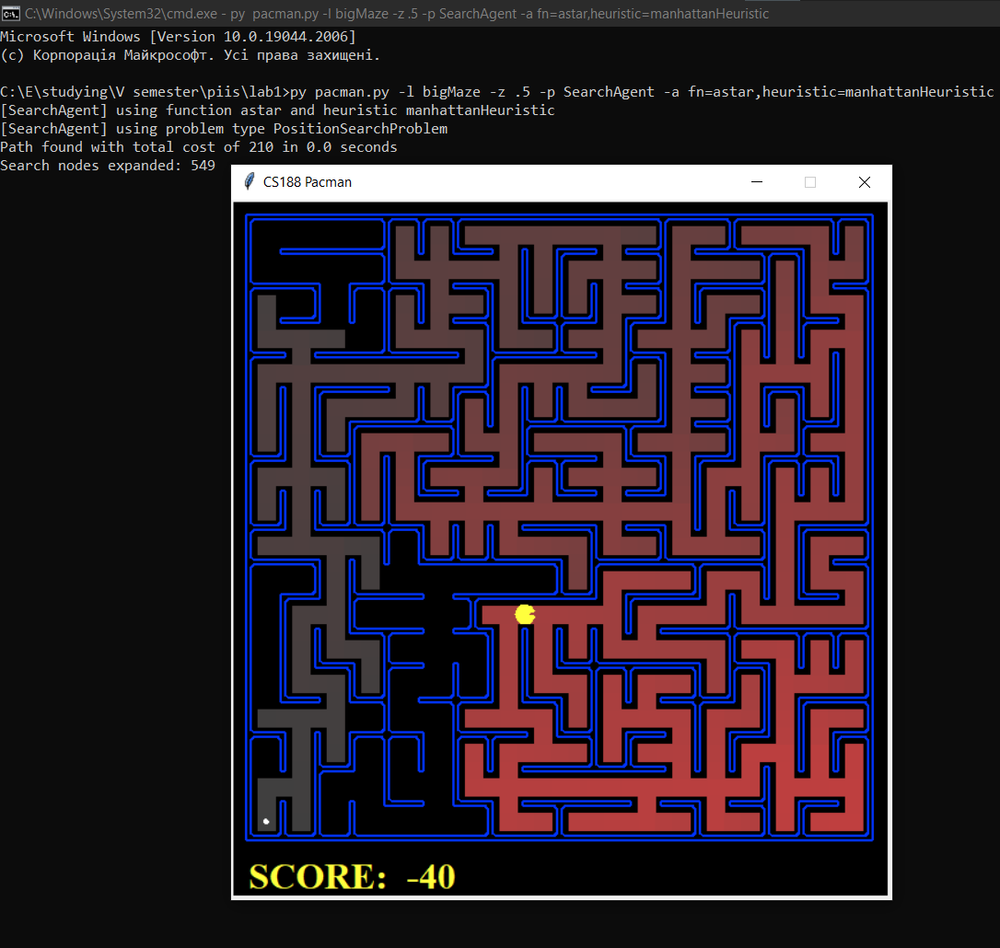 C:\Windows\System32\cmd.exe - py  pacman.py -l bigMaze -z .5 -p SearchAgent -a fn=astar,heuristic=manhattanHeuristic
Microsoft Windows [Version 10.0.19044.2006]
(c) Корпорація Майкрософт. Усі права захищені.
C:\E\studying\V semester\piis\lab1>py pacman.py -l bigMaze -z .5 -p SearchAgent -a fn=astar,heuristic=manhattanHeuristic
[SearchAgent] using function astar and heuristic manhattanHeuristic
[SearchAgent] using problem type PositionSearchProblem
Path found with total cost of 210 in 0.0 seconds
Search nodes expanded: 549
CS188 Pacman
SCORE: -40